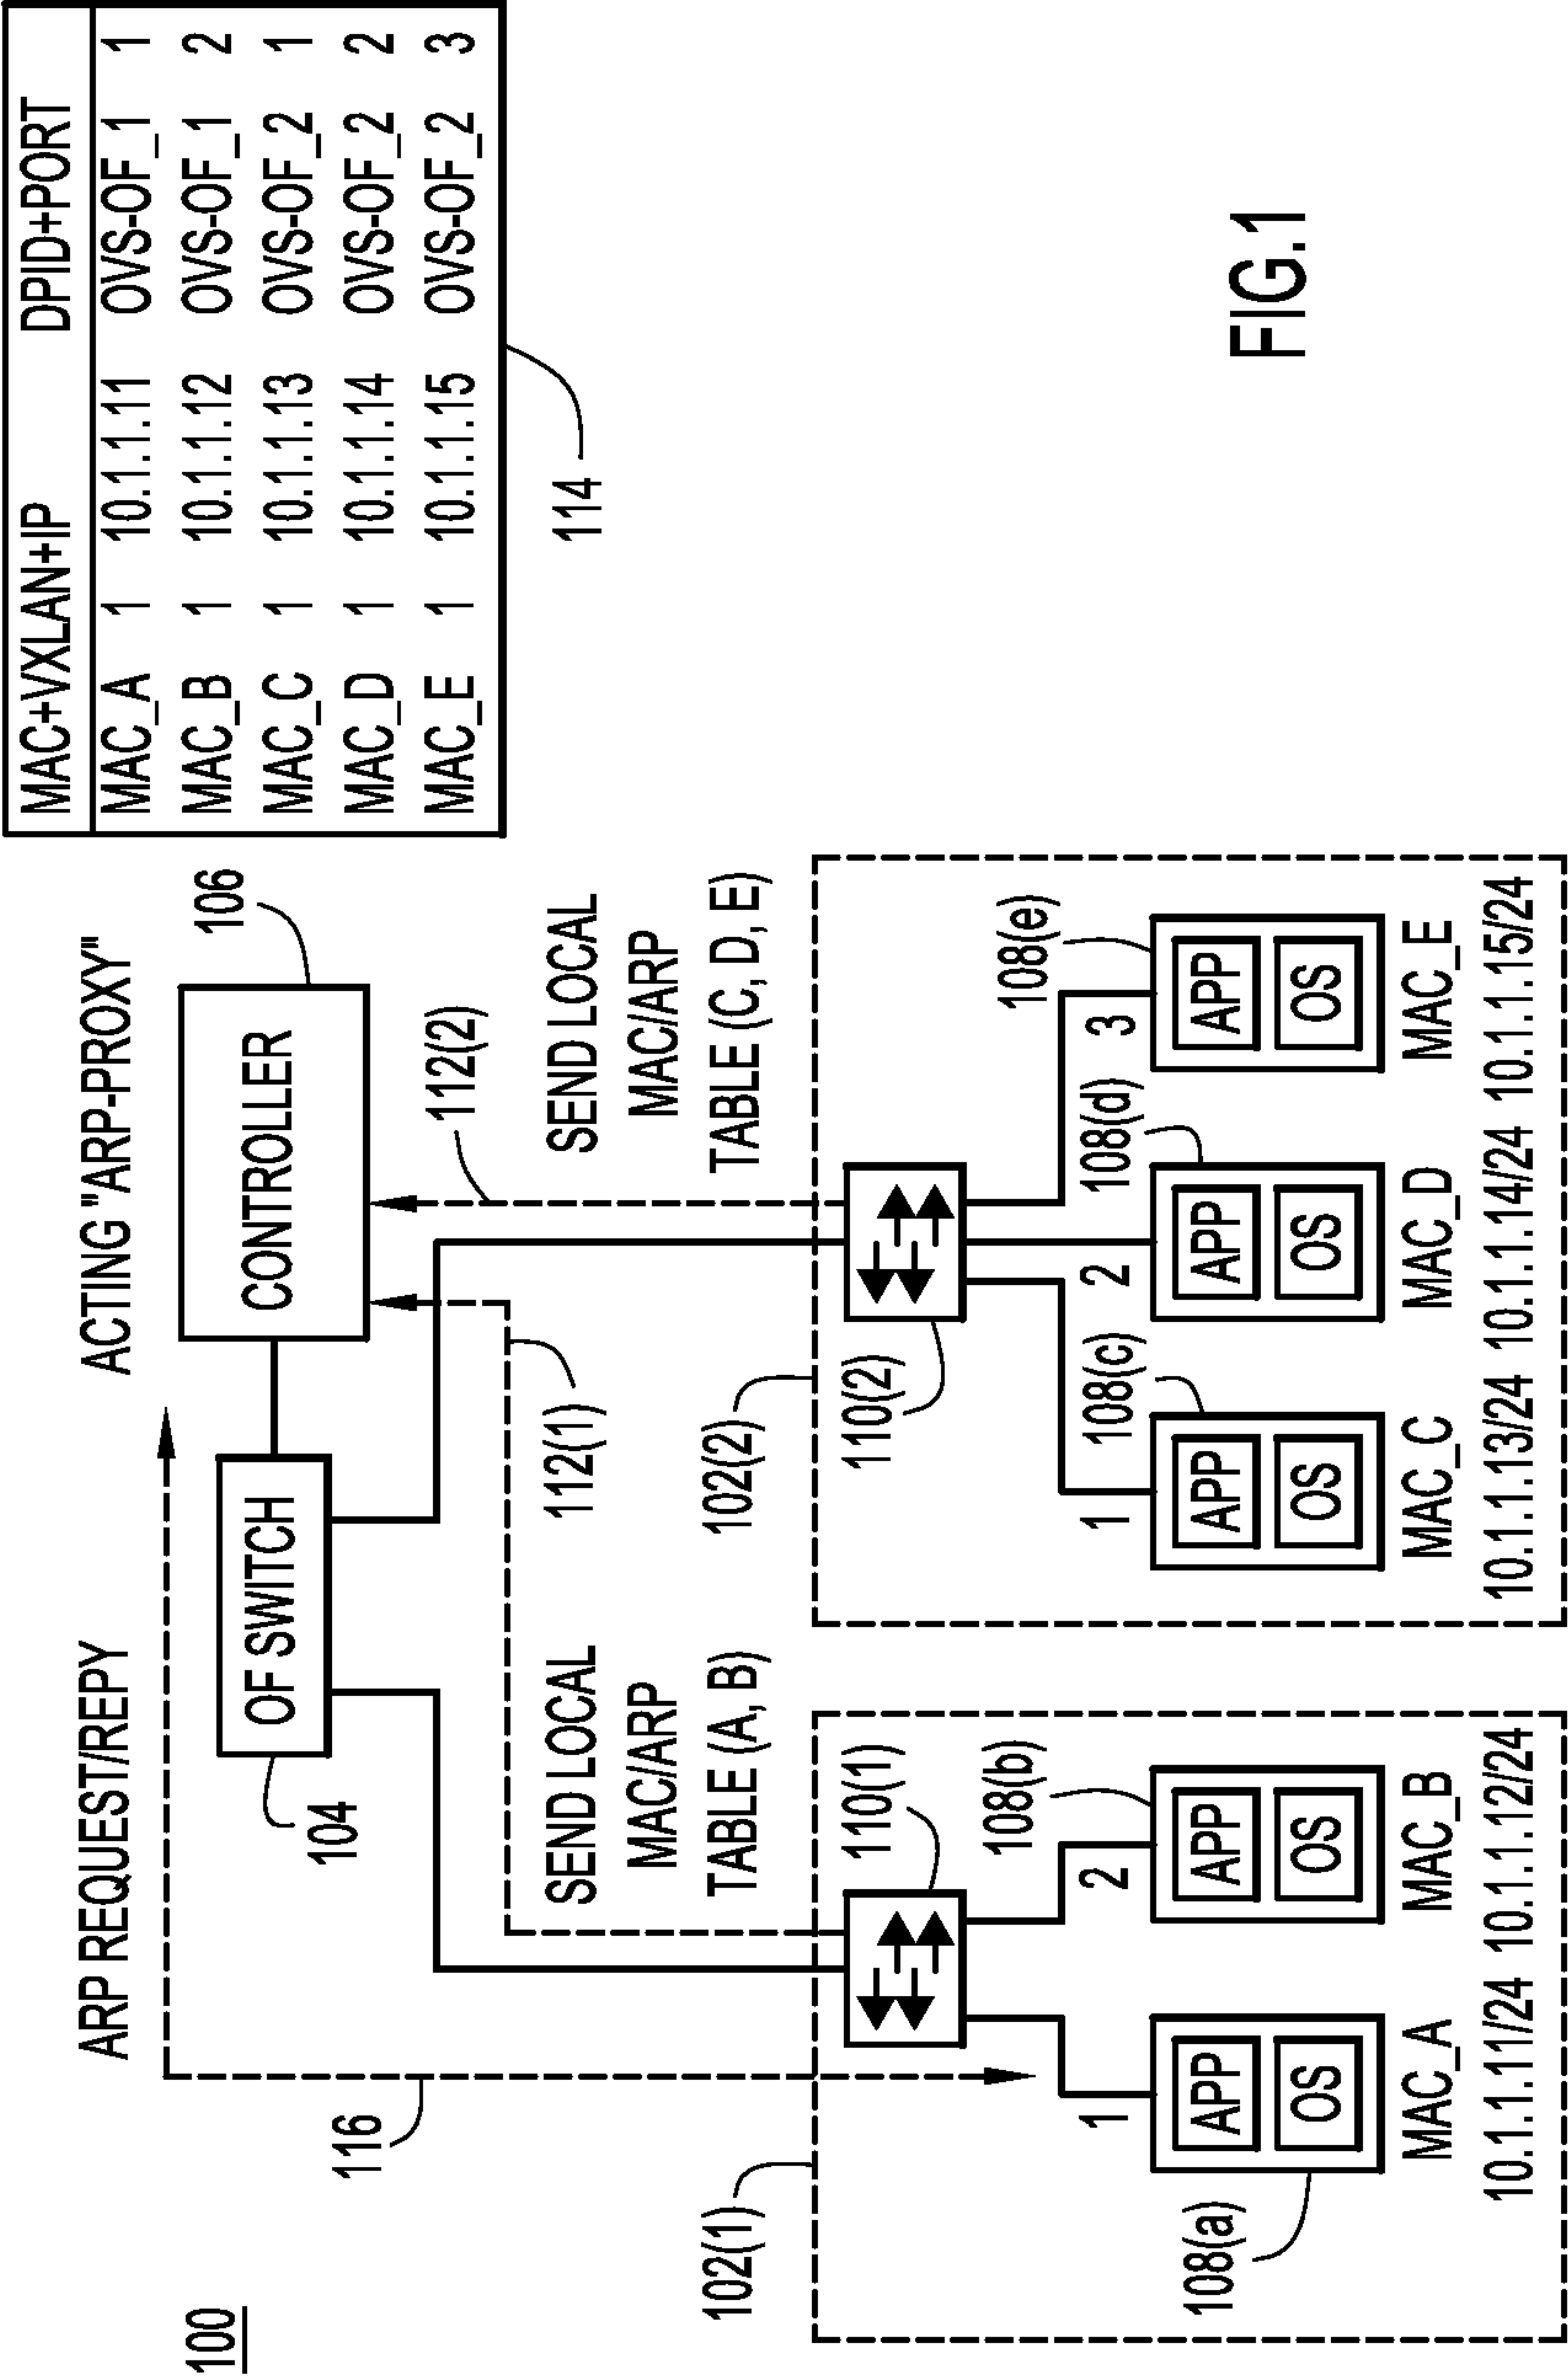 100
ARP REQUEST/REPY
ACTING "ARP-PROXY"
116
104
OF SWITCH
CONTROLLER
106
MAC+VXLAN+IP DPID+PORT
MAC_A 1 10.1.1.11 OVS-OF_1 1
MAC_B 1 10.1.1.12 OVS-OF_1 2
MAC_C 1 10.1.1.13 OVS-OF_2 1
MAC_D 1 10.1.1.14 OVS-OF_2 2
MAC_E 1 10.1.1.15 OVS-OF_2 3
114
112(1)
112(2)
SEND LOCAL
MAC/ARP
TABLE (A, B)
SEND LOCAL
MAC/ARP
TABLE (C, D, E)
102(1)
110(1)
108(b)
1
2
108(a)
APP
OS
APP
OS
MAC_A
MAC_B
10.1.1.11/24
10.1.1.12/24
102(2)
110(2)
108(c)
108(d)
108(e)
1
2
3
APP
OS
APP
OS
APP
OS
MAC_C
MAC_D
MAC_E
10.1.1.13/24
10.1.1.14/24
10.1.1.15/24
FIG.1